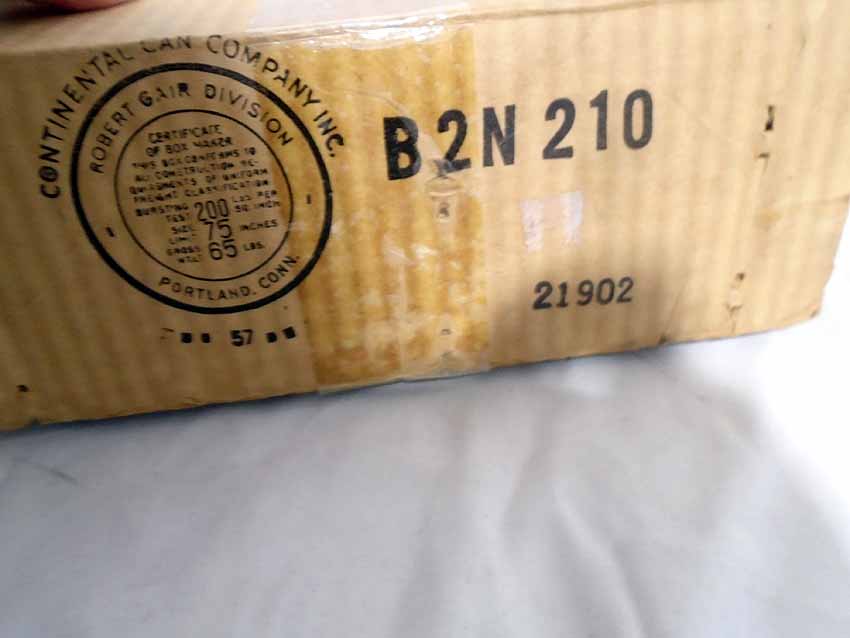 CONTINENTAL CAN COMPANY INC.
ROBERT GAIR DIVISION
CERTIFICATE
OF BOX MAKER
THIS BOX CONFORMS TO
ALL CONSTRUCTION RE-
QUIREMENTS OF UNIFORM
FREIGHT CLASSIFICATION
BURSTING TEST 200 LBS PER SQ INCH
SIZE LIMIT 75 INCHES
GROSS WT.LT 65 LBS.
PORTLAND, CONN.
57
B2N 210
21902